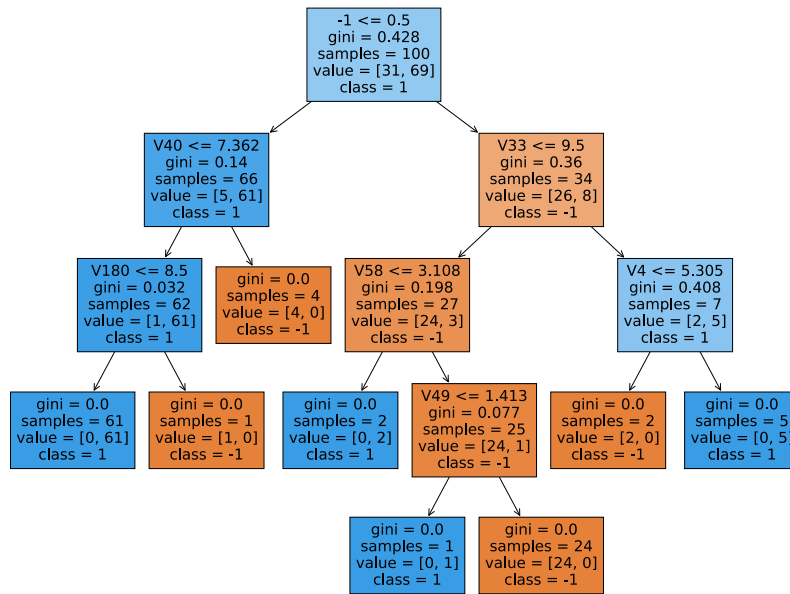 -1 <= 0.5
gini = 0.428
samples = 100
value = [31, 69]
class = 1
V40 <= 7.362
gini = 0.14
samples = 66
value = [5, 61]
class = 1
V33 <= 9.5
gini = 0.36
samples = 34
value = [26, 8]
class = -1
V180 <= 8.5
gini = 0.032
samples = 62
value = [1, 61]
class = 1
gini = 0.0
samples = 4
value = [4, 0]
class = -1
V58 <= 3.108
gini = 0.198
samples = 27
value = [24, 3]
class = -1
V4 <= 5.305
gini = 0.408
samples = 7
value = [2, 5]
class = 1
gini = 0.0
samples = 61
value = [0, 61]
class = 1
gini = 0.0
samples = 1
value = [1, 0]
class = -1
gini = 0.0
samples = 2
value = [0, 2]
class = 1
V49 <= 1.413
gini = 0.077
samples = 25
value = [24, 1]
class = -1
gini = 0.0
samples = 2
value = [2, 0]
class = -1
gini = 0.0
samples = 5
value = [0, 5]
class = 1
gini = 0.0
samples = 1
value = [0, 1]
class = 1
gini = 0.0
samples = 24
value = [24, 0]
class = -1